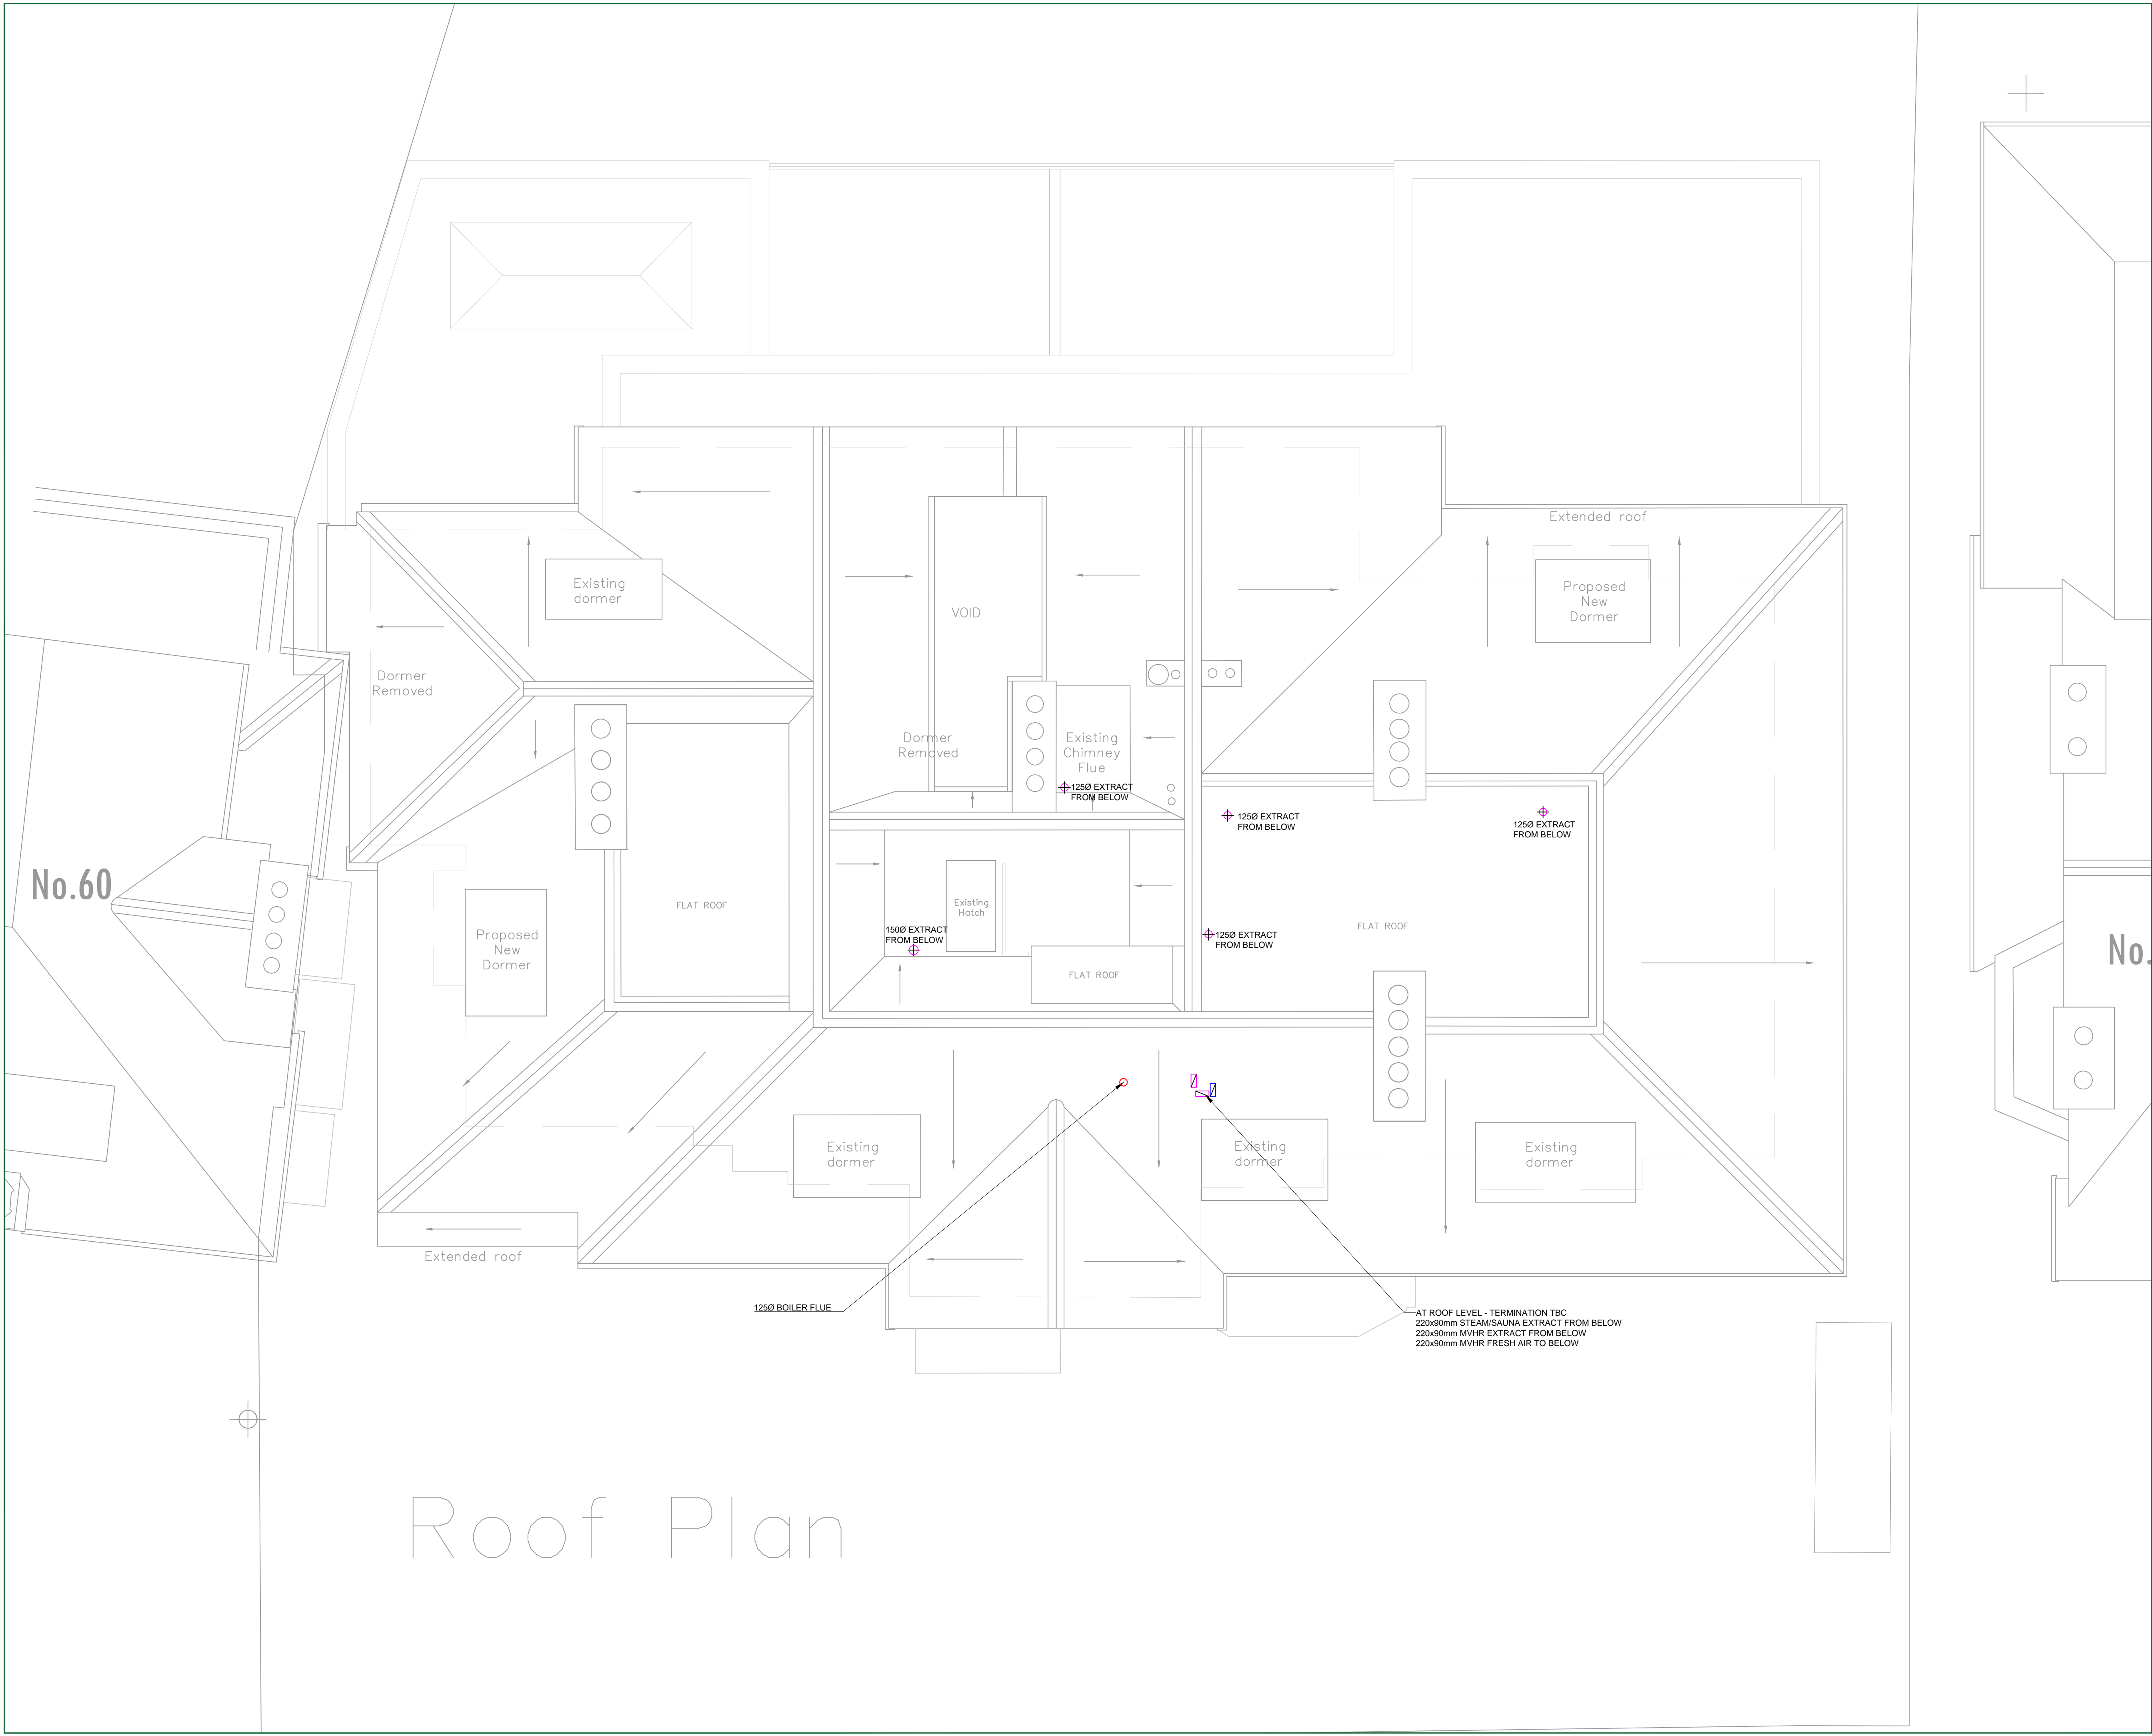 Extended roof
Existing
dormer
Proposed
New
Dormer
VOID
Dormer
Removed
Dormer
Removed
Existing
Chimney
Flue
125Ø EXTRACT
FROM BELOW
125Ø EXTRACT
FROM BELOW
125Ø EXTRACT
FROM BELOW
No.60
FLAT ROOF
Existing
Hatch
150Ø EXTRACT
FROM BELOW
125Ø EXTRACT
FROM BELOW
FLAT ROOF
Proposed
New
Dormer
FLAT ROOF
No.
Existing
dormer
Existing
dormer
Existing
dormer
Extended roof
125Ø BOILER FLUE
AT ROOF LEVEL - TERMINATION TBC
220x90mm STEAM/SAUNA EXTRACT FROM BELOW
220x90mm MVHR EXTRACT FROM BELOW
220x90mm MVHR FRESH AIR TO BELOW
Roof Plan